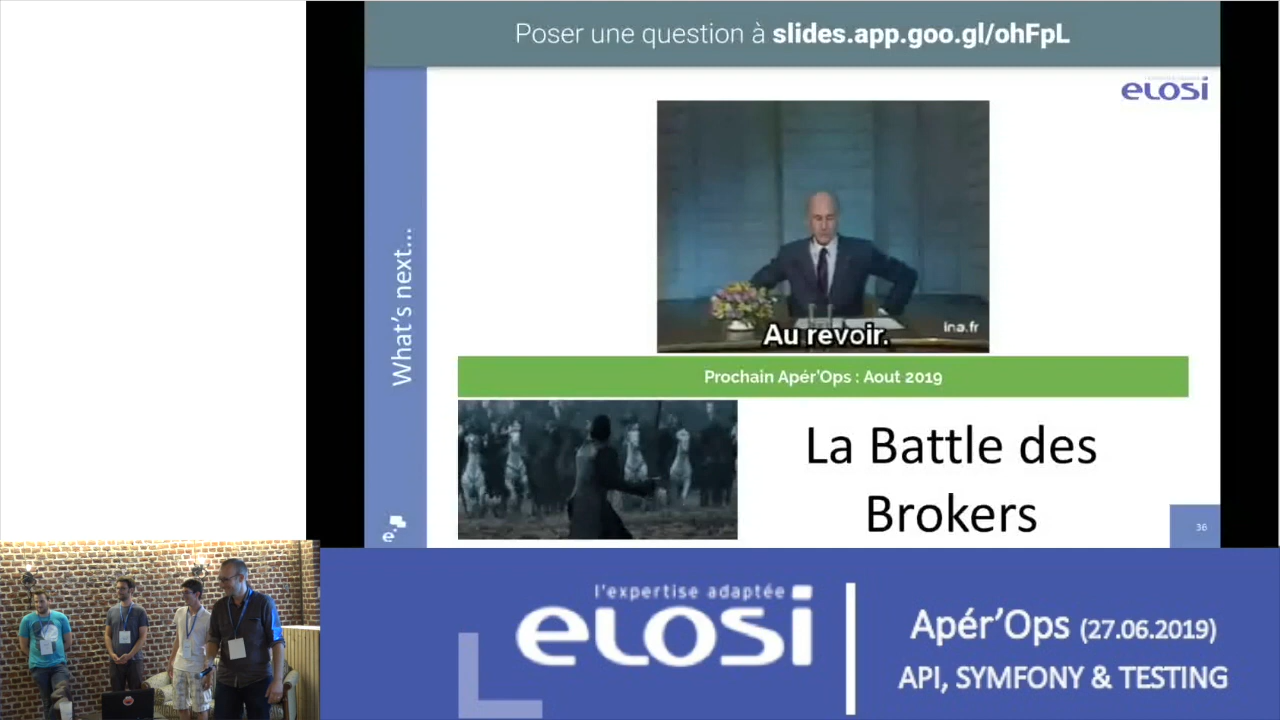 Poser une question à slides.app.goo.gl/ohFpL
elosi
What's next...
Au revoir.
ina.fr
Prochain Apér'Ops : Aout 2019
La Battle des
Brokers
e.
36
l'expertise adaptée
elosi
Apér'Ops (27.06.2019)
API, SYMFONY & TESTING